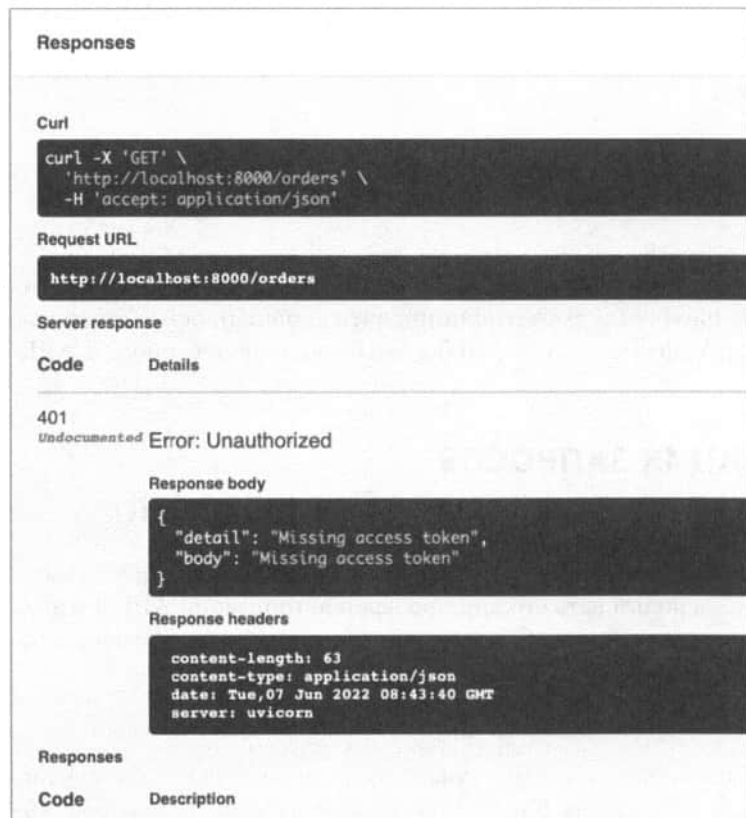 Responses
Curl
curl -X 'GET' \
'http://localhost:8000/orders' \
-H 'accept: application/json'
Request URL
http://localhost:8000/orders
Server response
Code Details
401
Undocumented Error: Unauthorized
Response body
{
"detail": "Missing access token",
"body": "Missing access token"
}
Response headers
content-length: 63
content-type: application/json
date: Tue,07 Jun 2022 08:43:40 GMT
server: uvicorn
Responses
Code Description